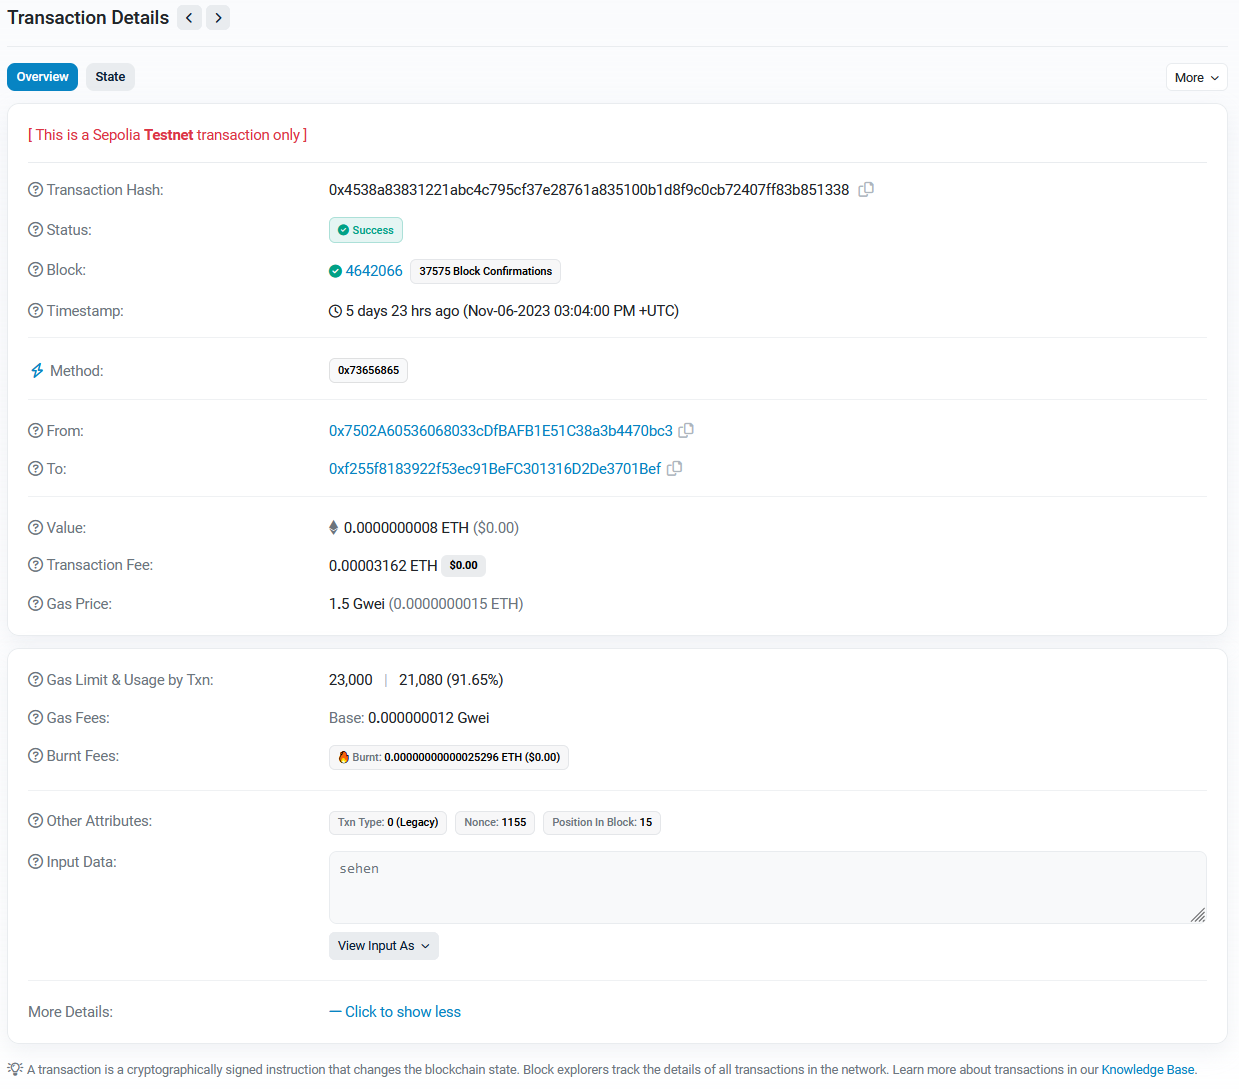 Transaction Details
Overview State More
[ This is a Sepolia Testnet transaction only ]
Transaction Hash: 0x4538a83831221abc4c795cf37e28761a835100b1d8f9c0cb72407ff83b851338
Status: Success
Block: 4642066 37575 Block Confirmations
Timestamp: 5 days 23 hrs ago (Nov-06-2023 03:04:00 PM +UTC)
Method: 0x73656865
From: 0x7502A60536068033cDfBAFB1E51C38a3b4470bc3
To: 0xf255f8183922f53ec91BeFC301316D2De3701Bef
Value: 0.0000000008 ETH ($0.00)
Transaction Fee: 0.00003162 ETH $0.00
Gas Price: 1.5 Gwei (0.0000000015 ETH)
Gas Limit & Usage by Txn: 23,000 | 21,080 (91.65%)
Gas Fees: Base: 0.000000012 Gwei
Burnt Fees: Burnt: 0.00000000000025296 ETH ($0.00)
Other Attributes: Txn Type: 0 (Legacy) Nonce: 1155 Position In Block: 15
Input Data: sehen
View Input As
More Details: — Click to show less
A transaction is a cryptographically signed instruction that changes the blockchain state. Block explorers track the details of all transactions in the network. Learn more about transactions in our Knowledge Base.